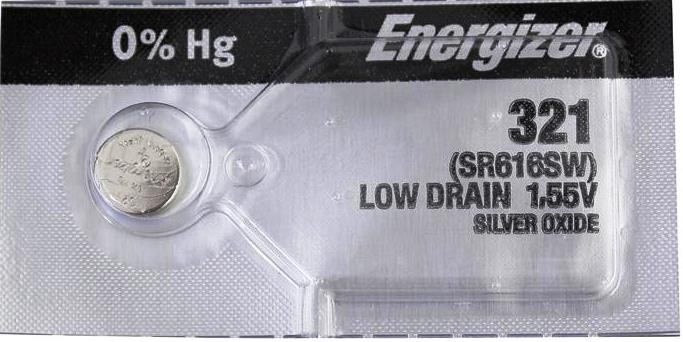 0% Hg
Energizer®
321
(SR616SW)
LOW DRAIN 1.55V
SILVER OXIDE